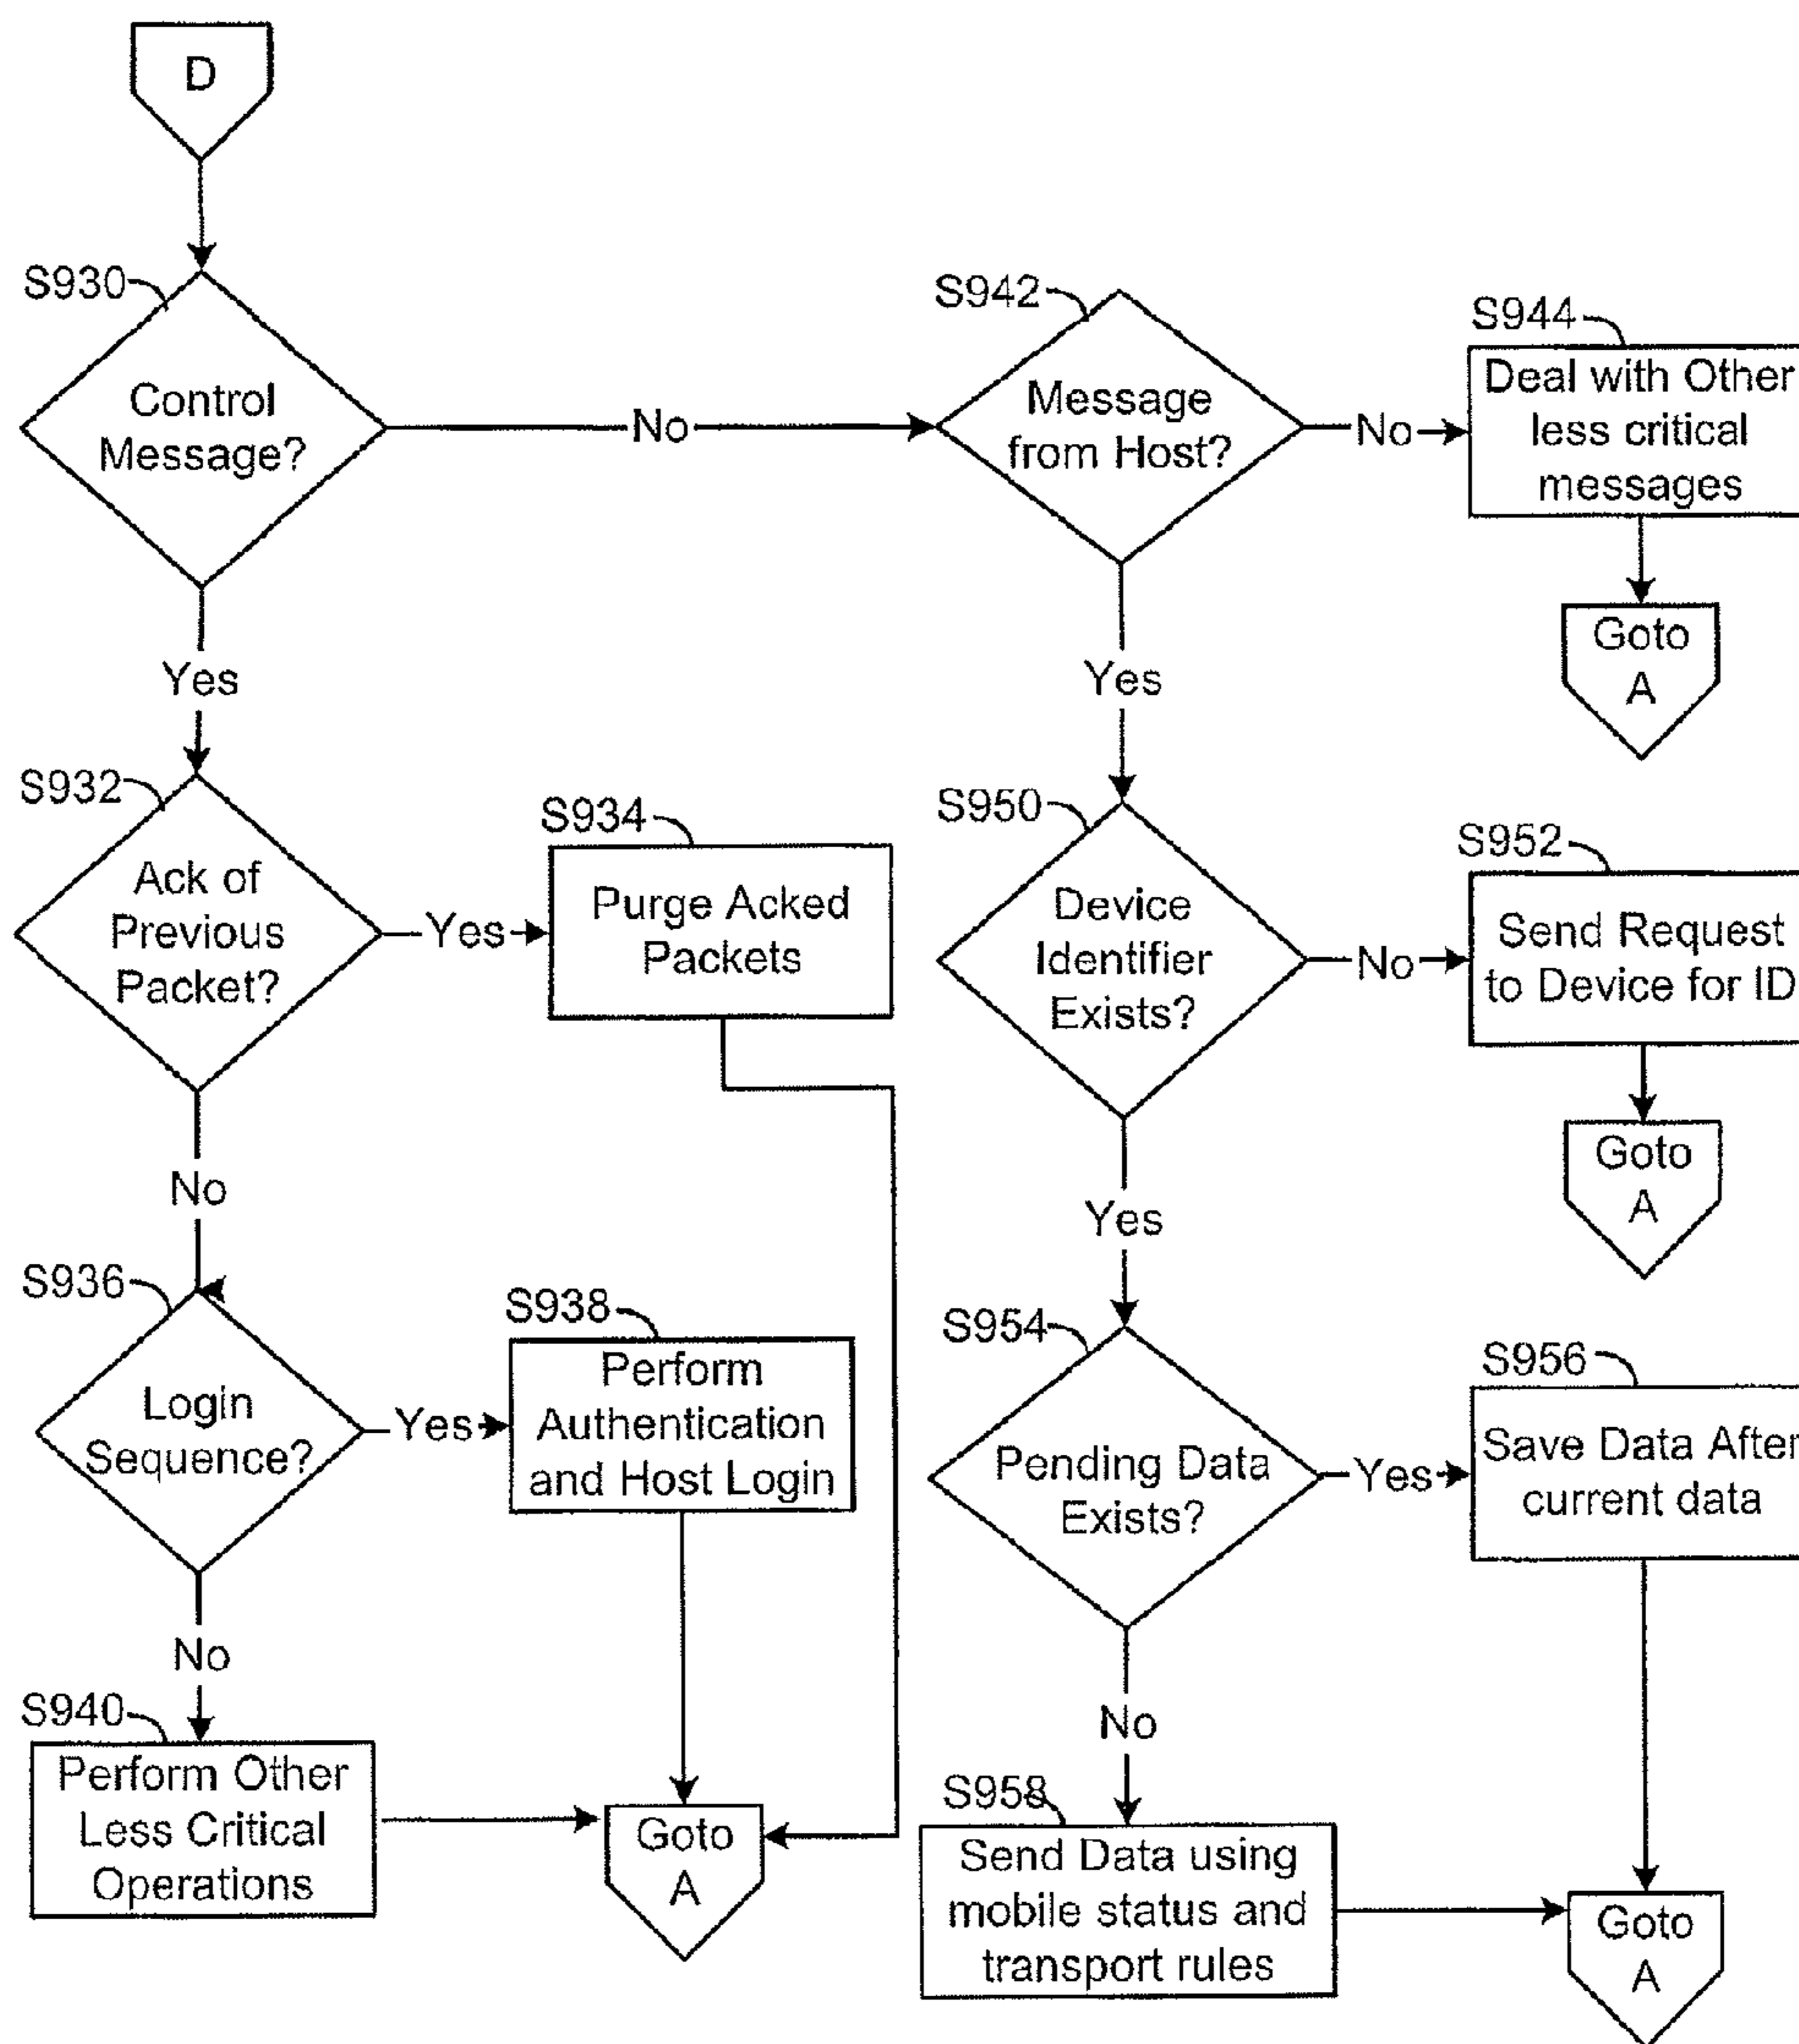 D
S930
Control
Message?
No
S942
Message
from Host?
No
S944
Deal with Other
less critical
messages
Goto
A
Yes
Yes
S932
Ack of
Previous
Packet?
Yes
S934
Purge Acked
Packets
S950
Device
Identifier
Exists?
No
S952
Send Request
to Device for ID
Goto
A
No
Yes
S936
Login
Sequence?
Yes
S938
Perform
Authentication
and Host Login
S954
Pending Data
Exists?
Yes
S956
Save Data After
current data
No
No
S940
Perform Other
Less Critical
Operations
Goto
A
S958
Send Data using
mobile status and
transport rules
Goto
A